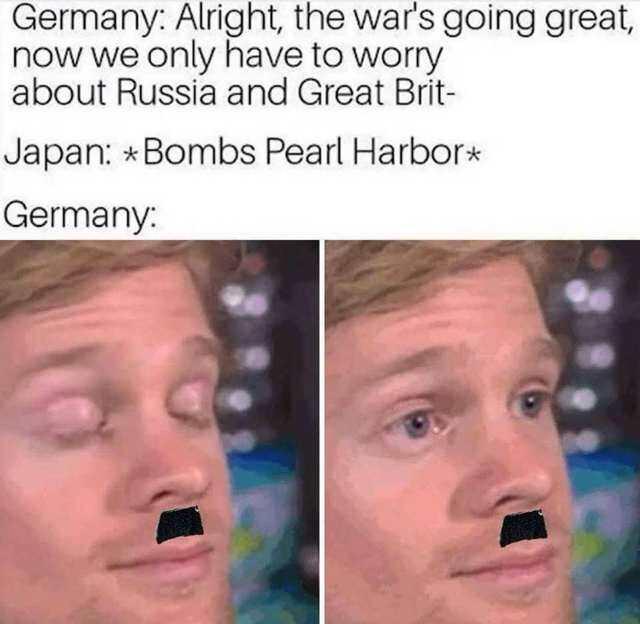 Germany: Alright, the war's going great,
now we only have to worry
about Russia and Great Brit-
Japan: *Bombs Pearl Harbor*
Germany: